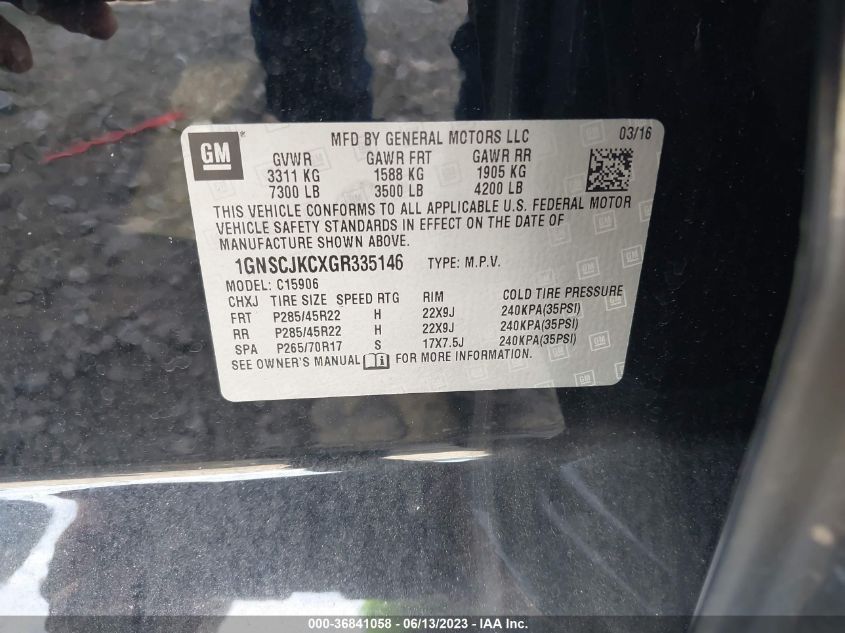 GM
MFD BY GENERAL MOTORS LLC 03/16
GVWR GAWR FRT GAWR RR
3311 KG 1588 KG 1905 KG
7300 LB 3500 LB 4200 LB
THIS VEHICLE CONFORMS TO ALL APPLICABLE U.S. FEDERAL MOTOR
VEHICLE SAFETY STANDARDS IN EFFECT ON THE DATE OF
MANUFACTURE SHOWN ABOVE.
1GNSCJKCXGR335146 TYPE: M.P.V.
MODEL: C15906
CHXJ TIRE SIZE SPEED RTG RIM COLD TIRE PRESSURE
FRT P285/45R22 H 22X9J 240KPA(35PSI)
RR P285/45R22 H 22X9J 240KPA(35PSI)
SPA P265/70R17 S 17X7.5J 240KPA(35PSI)
SEE OWNER'S MANUAL FOR MORE INFORMATION.
000-36841058 - 06/13/2023 - IAA Inc.